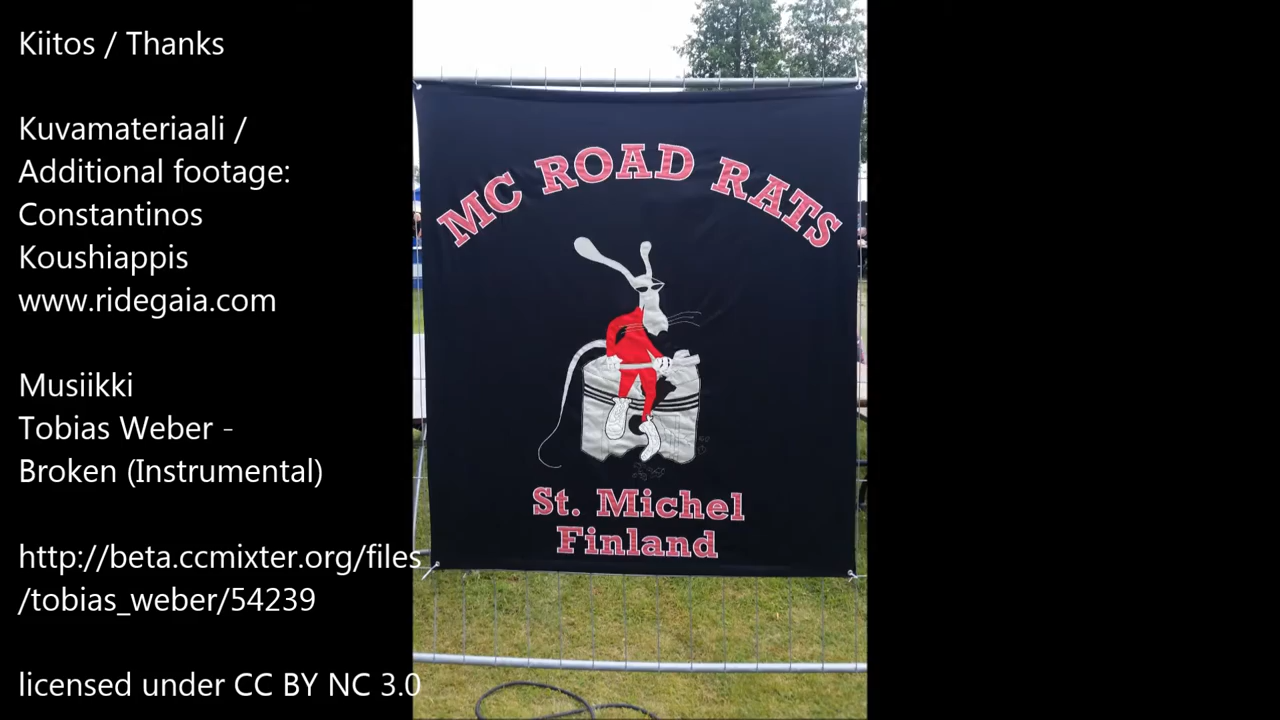 Kiitos / Thanks
Kuvamateriaali /
Additional footage:
Constantinos
Koushiappis
www.ridegaia.com
Musiikki
Tobias Weber -
Broken (Instrumental)
http://beta.ccmixter.org/files
/tobias_weber/54239
licensed under CC BY NC 3.0
MC ROAD RATS
St. Michel
Finland